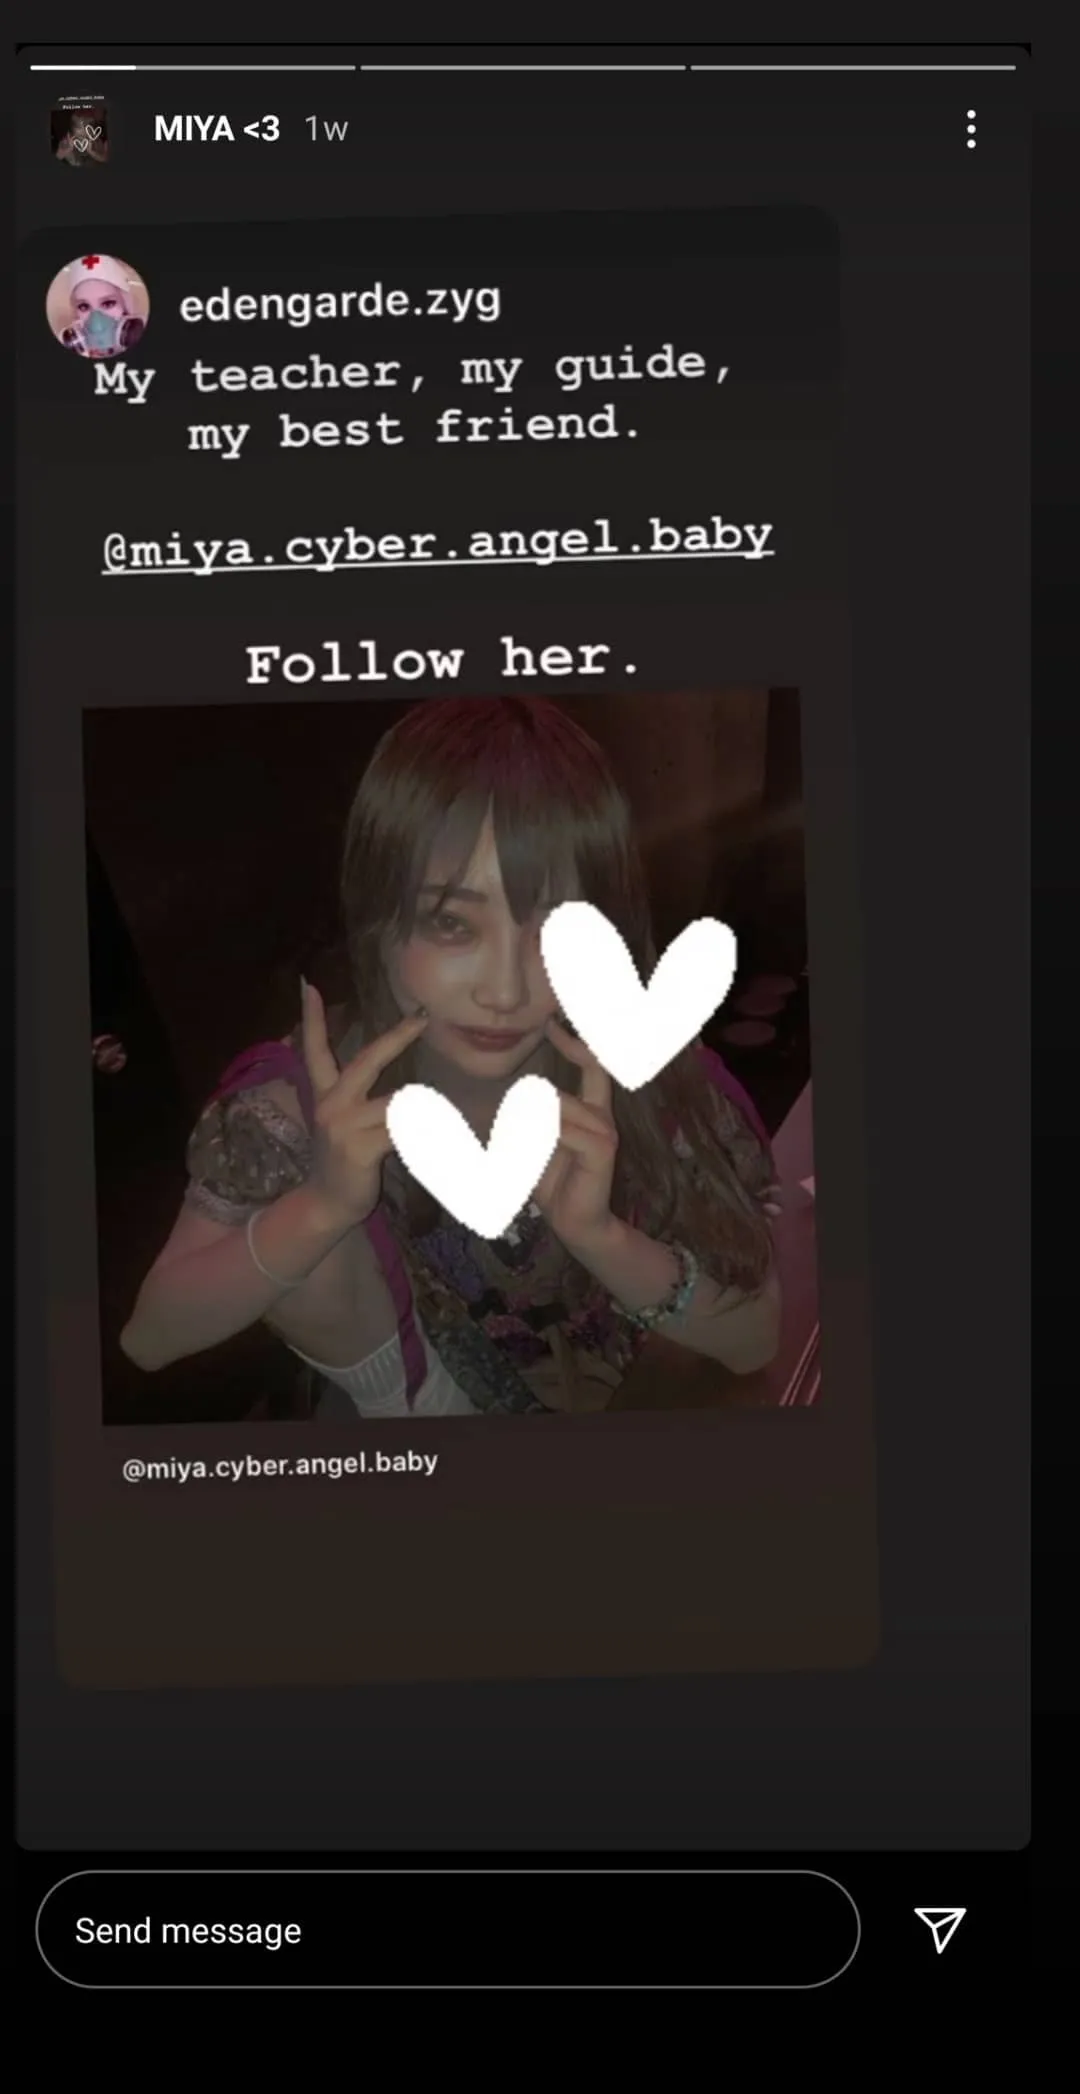 MIYA <3 1w
edengarde.zyg
My teacher, my guide,
my best friend.
@miya.cyber.angel.baby
Follow her.
@miya.cyber.angel.baby
Send message